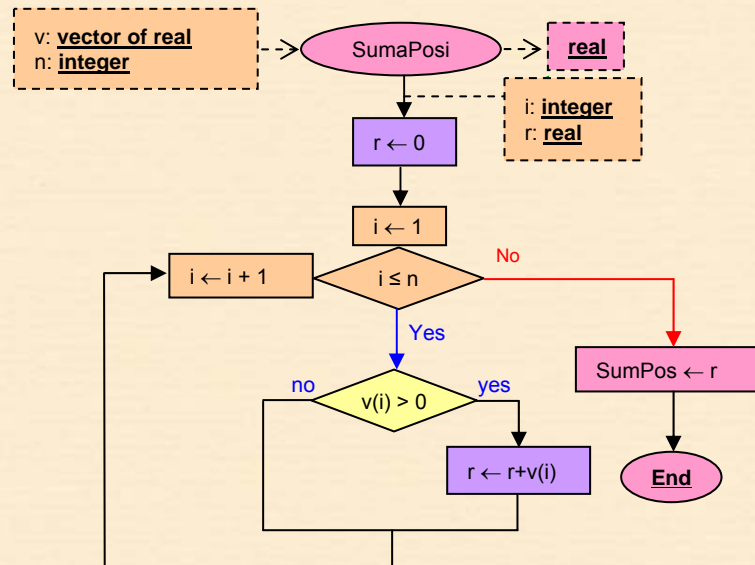 v: vector of real
n: integer
SumaPosi
real
i: integer
r: real
r ← 0
i ← 1
i ← i + 1
i ≤ n
No
Yes
no
v(i) > 0
yes
SumPos ← r
r ← r+v(i)
End